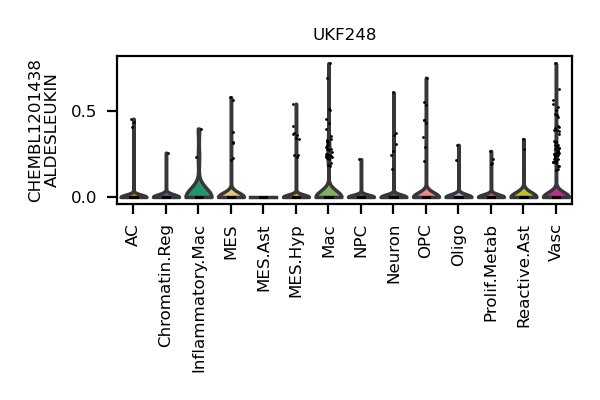 UKF248
CHEMBL1201438
ALDESLEUKIN
0.5
0.0
AC
Chromatin.Reg
Inflammatory.Mac
MES
MES.Ast
MES.Hyp
Mac
NPC
Neuron
OPC
Oligo
Prolif.Metab
Reactive.Ast
Vasc